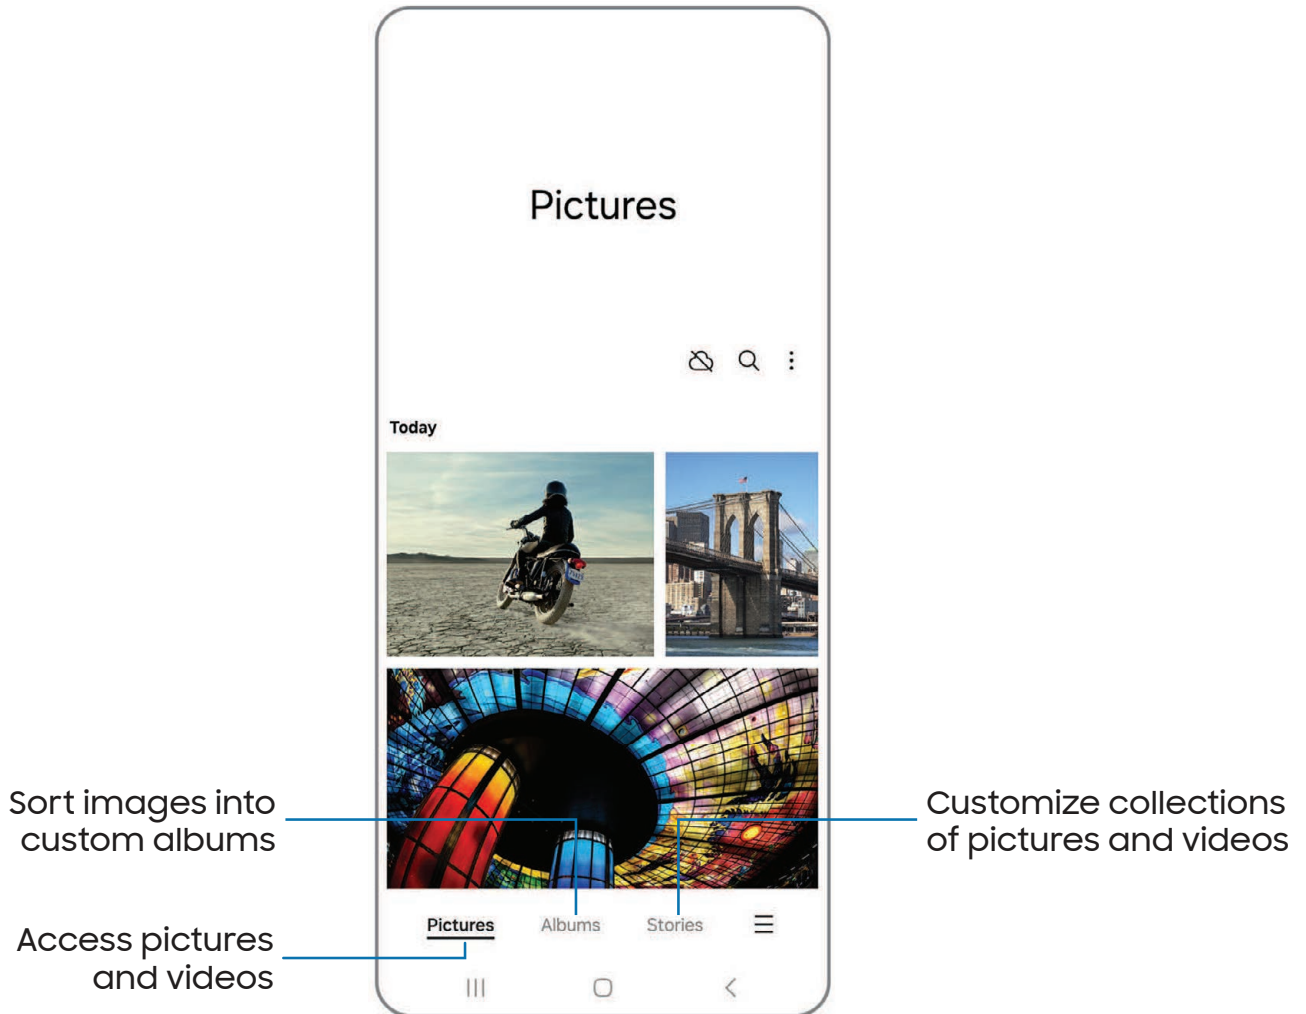 Pictures
Today
Sort images into
custom albums
Customize collections
of pictures and videos
Pictures
Albums
Stories
Access pictures
and videos